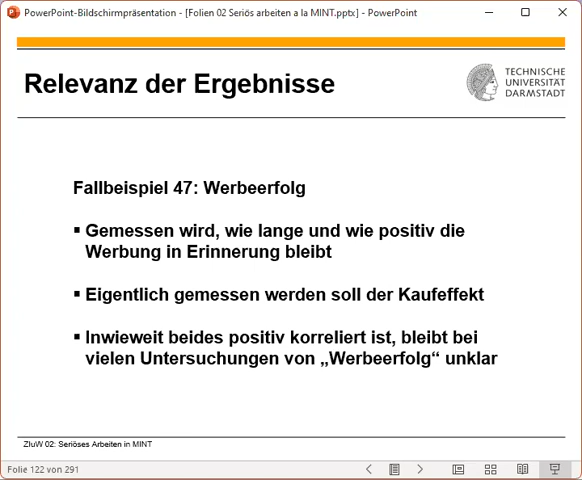 PowerPoint-Bildschirmpräsentation - [Folien 02 Seriös arbeiten a la MINT.pptx] - PowerPoint
Relevanz der Ergebnisse
TECHNISCHE
UNIVERSITÄT
DARMSTADT
Fallbeispiel 47: Werbeerfolg
▪ Gemessen wird, wie lange und wie positiv die
Werbung in Erinnerung bleibt
▪ Eigentlich gemessen werden soll der Kaufeffekt
▪ Inwieweit beides positiv korreliert ist, bleibt bei
vielen Untersuchungen von „Werbeerfolg“ unklar
ZIuW 02: Seriöses Arbeiten in MINT
Folie 122 von 291